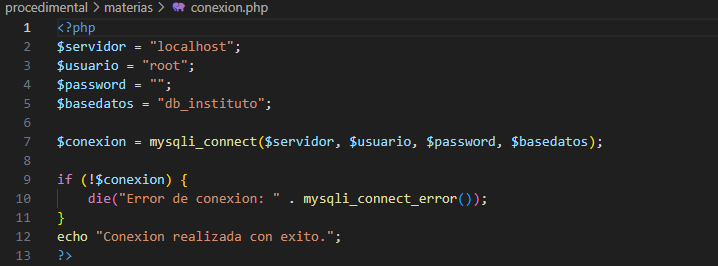 procedimental > materias > conexion.php
1 <?php
2 $servidor = "localhost";
3 $usuario = "root";
4 $password = "";
5 $basedatos = "db_instituto";
6
7 $conexion = mysqli_connect($servidor, $usuario, $password, $basedatos);
8
9 if (!$conexion) {
10     die("Error de conexion: " . mysqli_connect_error());
11 }
12 echo "Conexion realizada con exito.";
13 ?>